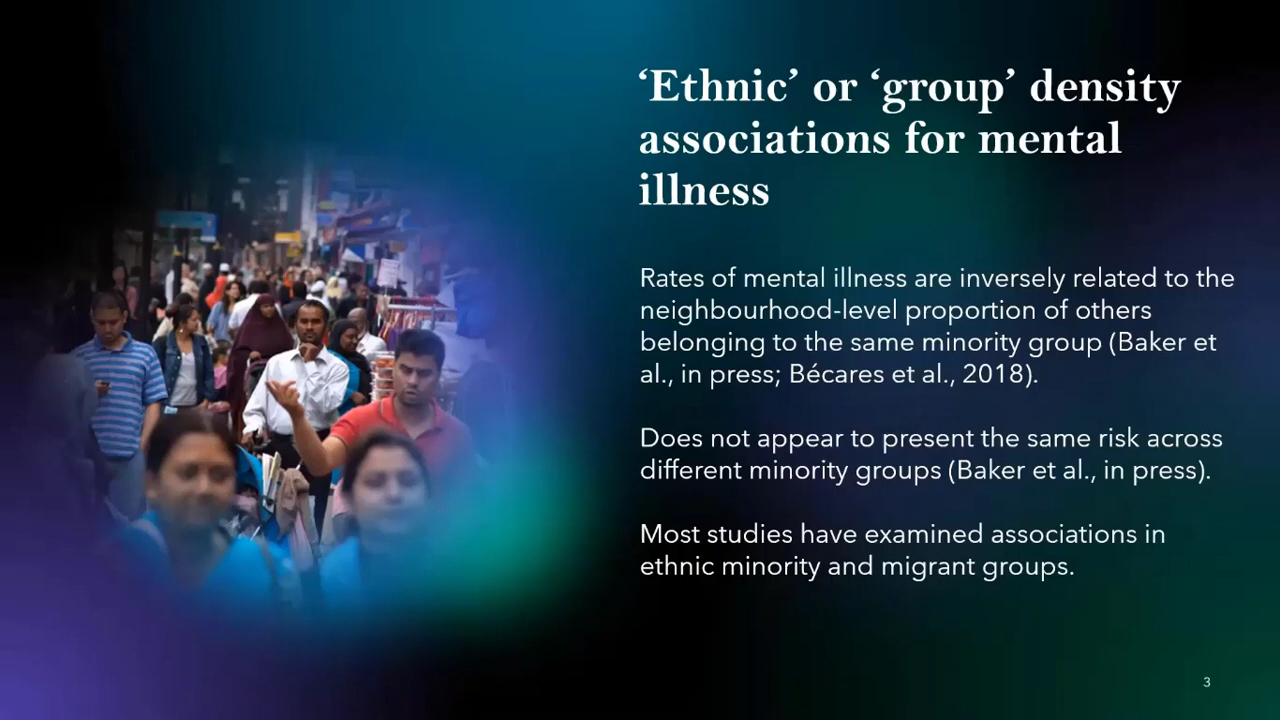 ‘Ethnic’ or ‘group’ density
associations for mental
illness
Rates of mental illness are inversely related to the
neighbourhood-level proportion of others
belonging to the same minority group (Baker et
al., in press; Bécares et al., 2018).
Does not appear to present the same risk across
different minority groups (Baker et al., in press).
Most studies have examined associations in
ethnic minority and migrant groups.
3